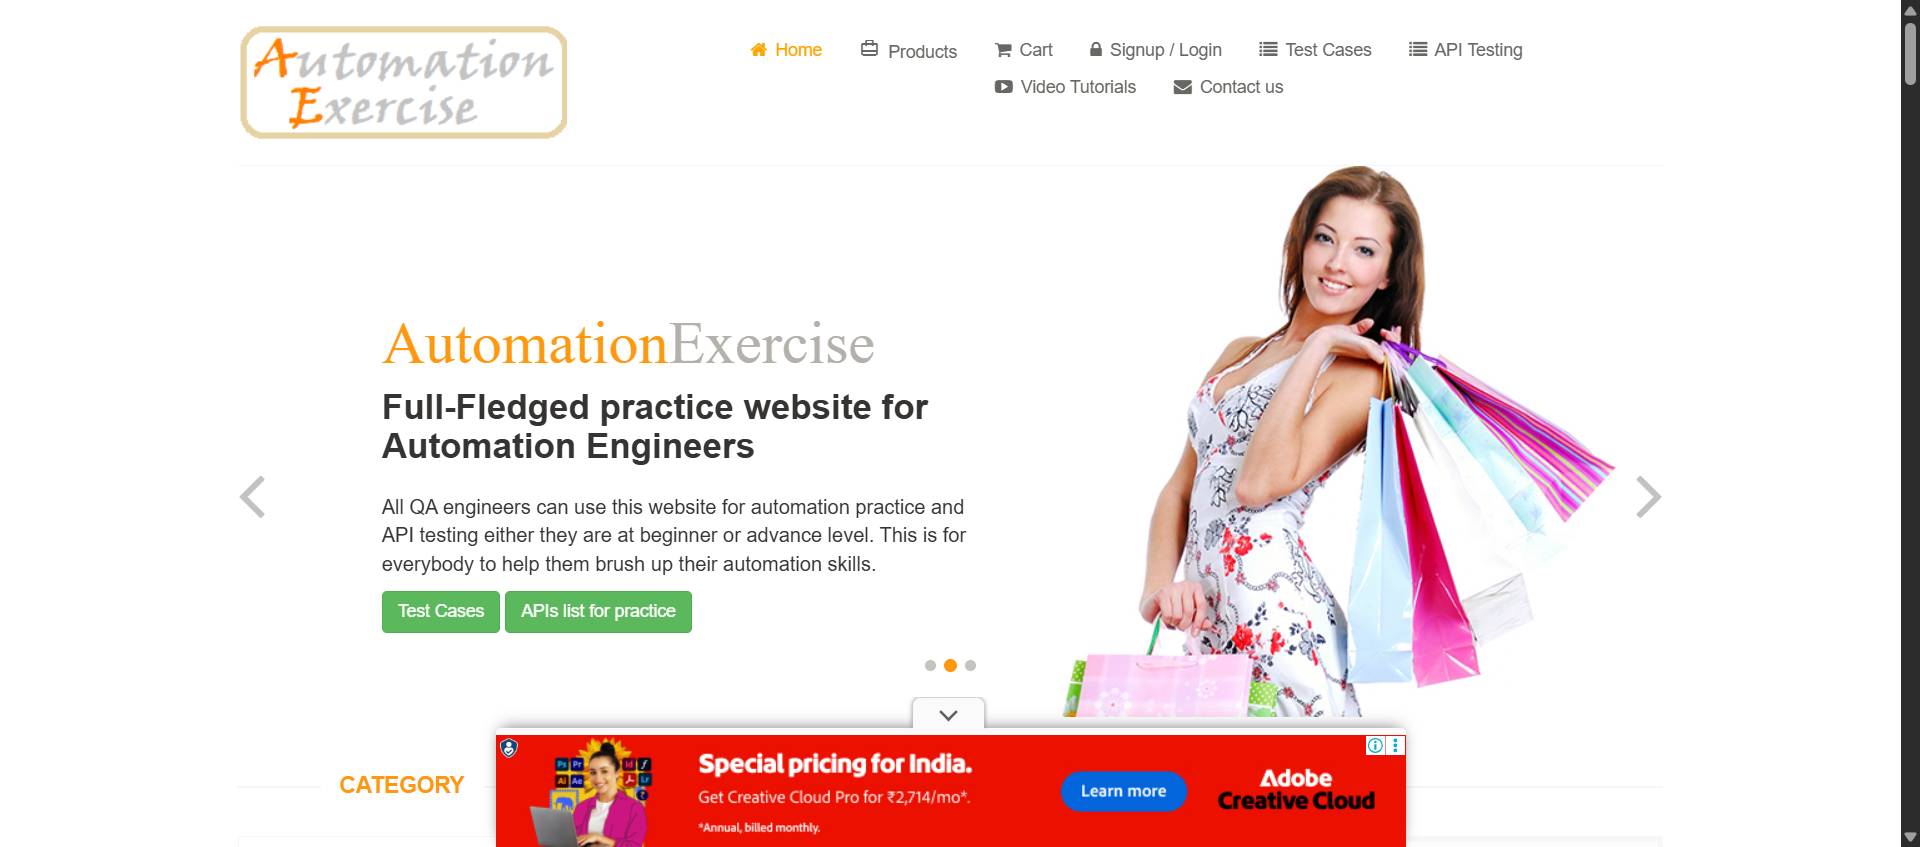 Automation
Exercise
Home
Products
Cart
Signup / Login
Test Cases
API Testing
Video Tutorials
Contact us
AutomationExercise
Full-Fledged practice website for
Automation Engineers
All QA engineers can use this website for automation practice and
API testing either they are at beginner or advance level. This is for
everybody to help them brush up their automation skills.
Test Cases
APIs list for practice
CATEGORY
Ps Pr
Id f
Ai Ae
Lr
Special pricing for India.
Get Creative Cloud Pro for ₹2,714/mo*.
*Annual, billed monthly.
Learn more
Adobe
Creative Cloud